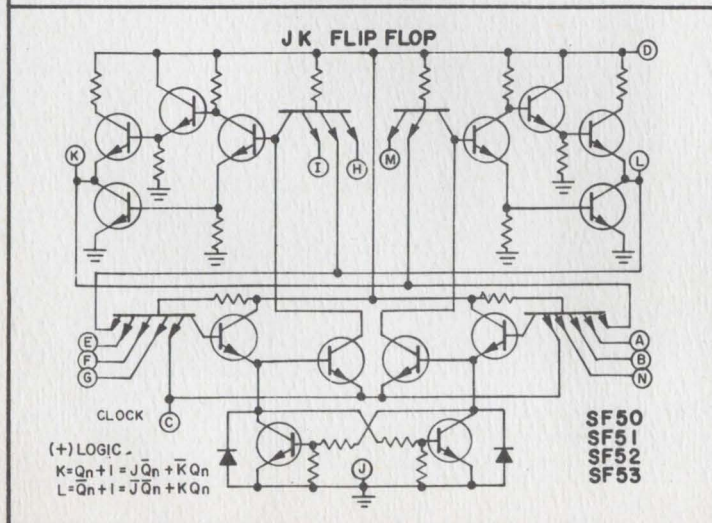 JK FLIP FLOP
D
K
I
H
M
L
E
F
G
A
B
N
CLOCK
C
J
(+) LOGIC
K=Qn+1=JQ̅n+K̅Qn
L=Q̅n+1=J̅Q̅n+KQn
SF50
SF51
SF52
SF53